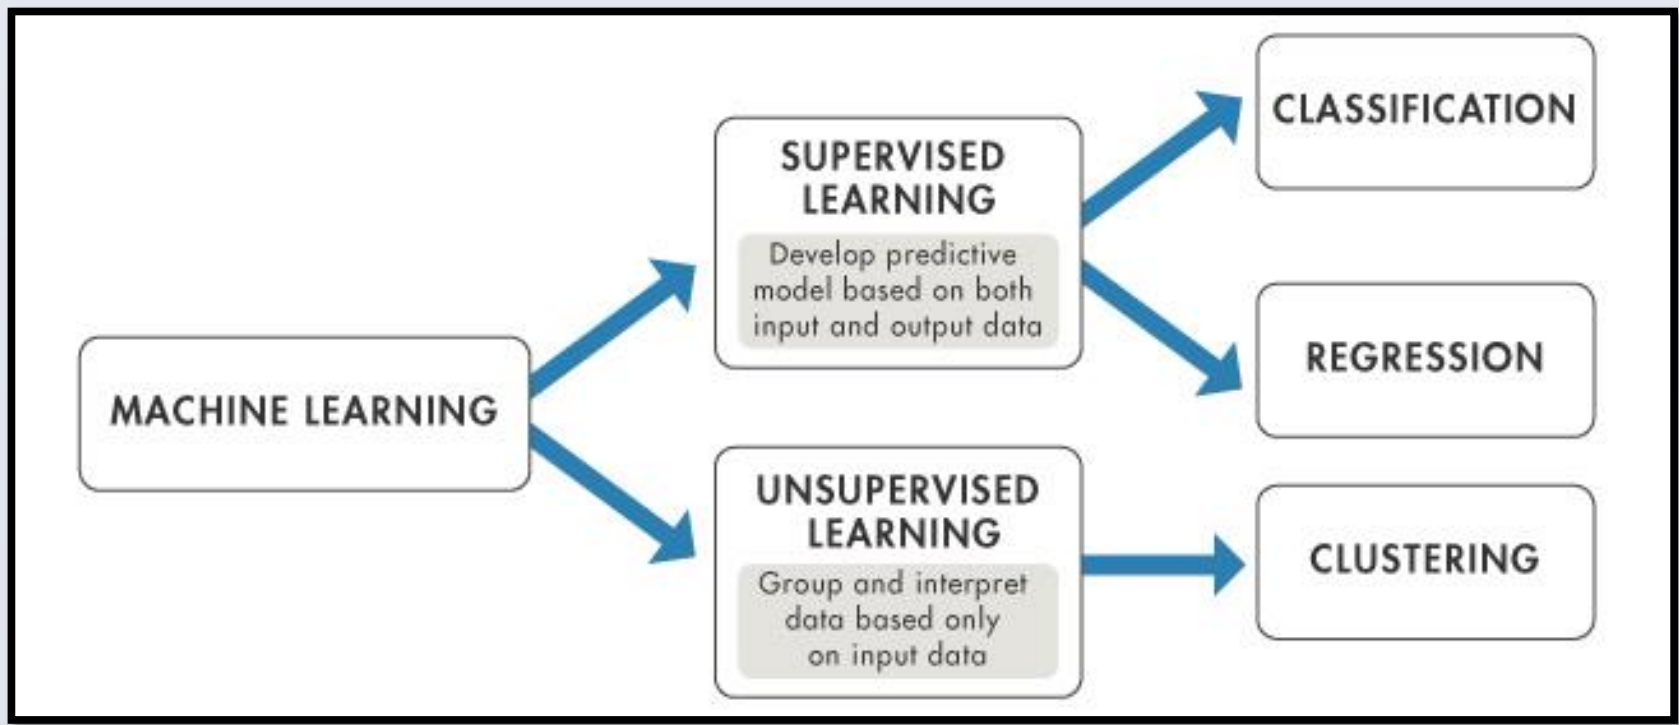 MACHINE LEARNING
SUPERVISED
LEARNING
Develop predictive
model based on both
input and output data
UNSUPERVISED
LEARNING
Group and interpret
data based only
on input data
CLASSIFICATION
REGRESSION
CLUSTERING